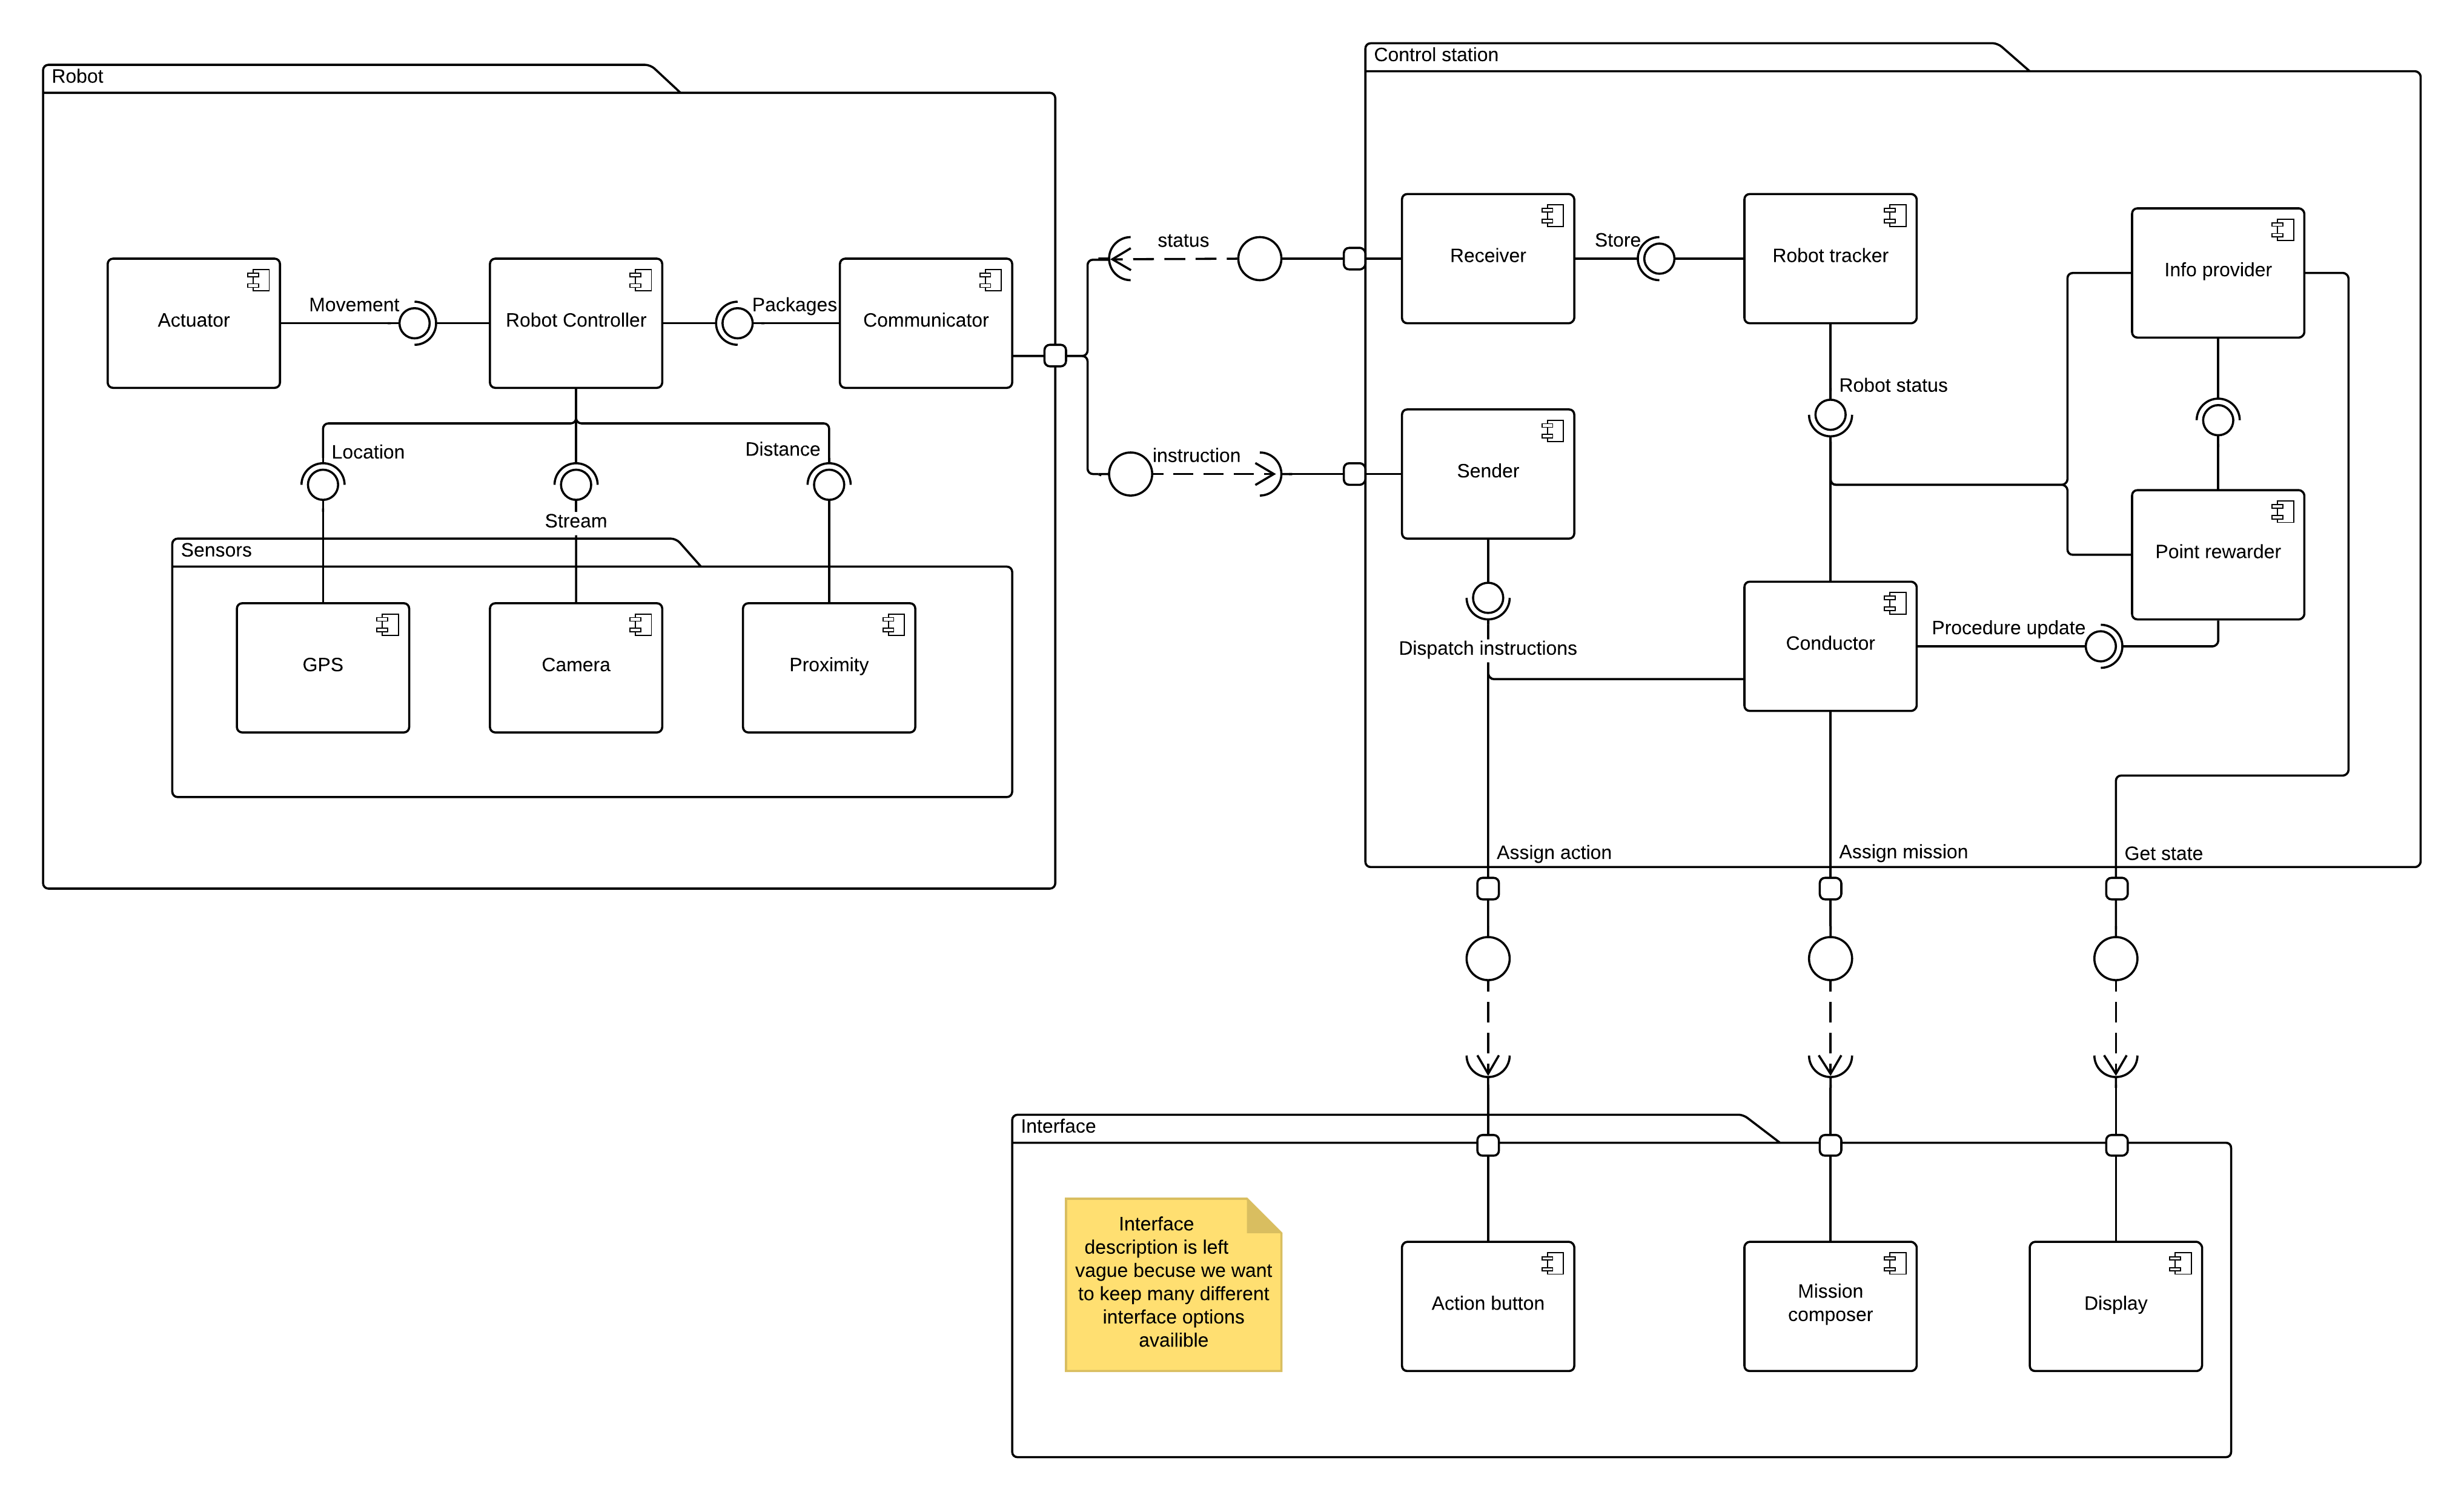 Control station
Robot
status
Store
Receiver
Robot tracker
Info provider
Movement
Packages
Actuator
Robot Controller
Communicator
Robot status
Location
Distance
instruction
Sender
Stream
Sensors
Point rewarder
Procedure update
Dispatch instructions
Conductor
GPS
Camera
Proximity
Assign action
Assign mission
Get state
Interface
Interface
description is left
vague becuse we want
to keep many different
interface options
availible
Action button
Mission
composer
Display